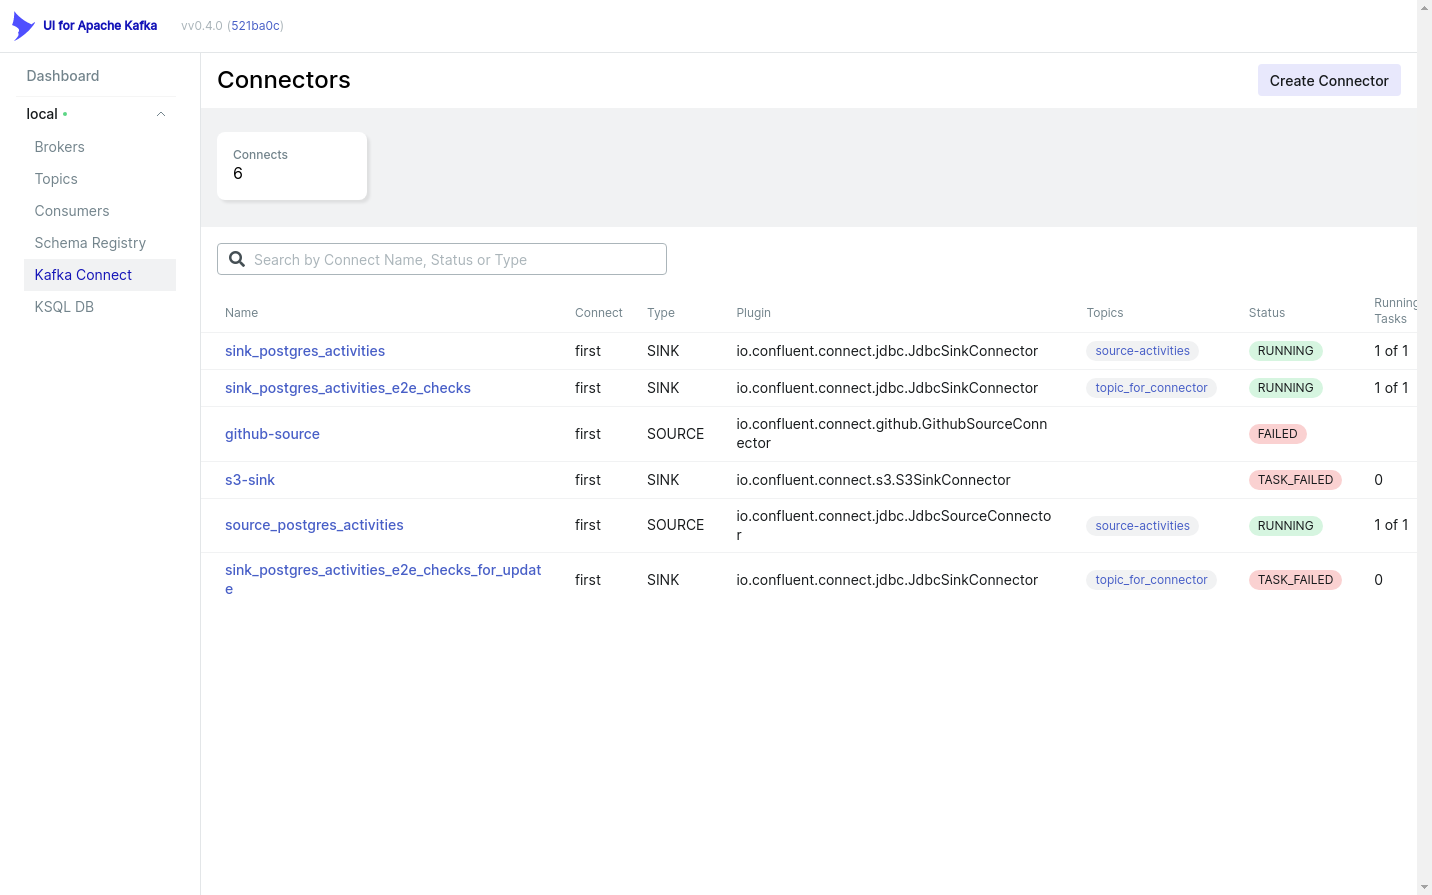 UI for Apache Kafka
vv0.4.0 (521ba0c)
Dashboard
local
Brokers
Topics
Consumers
Schema Registry
Kafka Connect
KSQL DB
Connectors
Create Connector
Connects
6
Search by Connect Name, Status or Type
Name Connect Type Plugin Topics Status Running Tasks
sink_postgres_activities first SINK io.confluent.connect.jdbc.JdbcSinkConnector source-activities RUNNING 1 of 1
sink_postgres_activities_e2e_checks first SINK io.confluent.connect.jdbc.JdbcSinkConnector topic_for_connector RUNNING 1 of 1
github-source first SOURCE io.confluent.connect.github.GithubSourceConn
ector FAILED
s3-sink first SINK io.confluent.connect.s3.S3SinkConnector TASK_FAILED 0
source_postgres_activities first SOURCE io.confluent.connect.jdbc.JdbcSourceConnecto
r source-activities RUNNING 1 of 1
sink_postgres_activities_e2e_checks_for_updat
e first SINK io.confluent.connect.jdbc.JdbcSinkConnector topic_for_connector TASK_FAILED 0